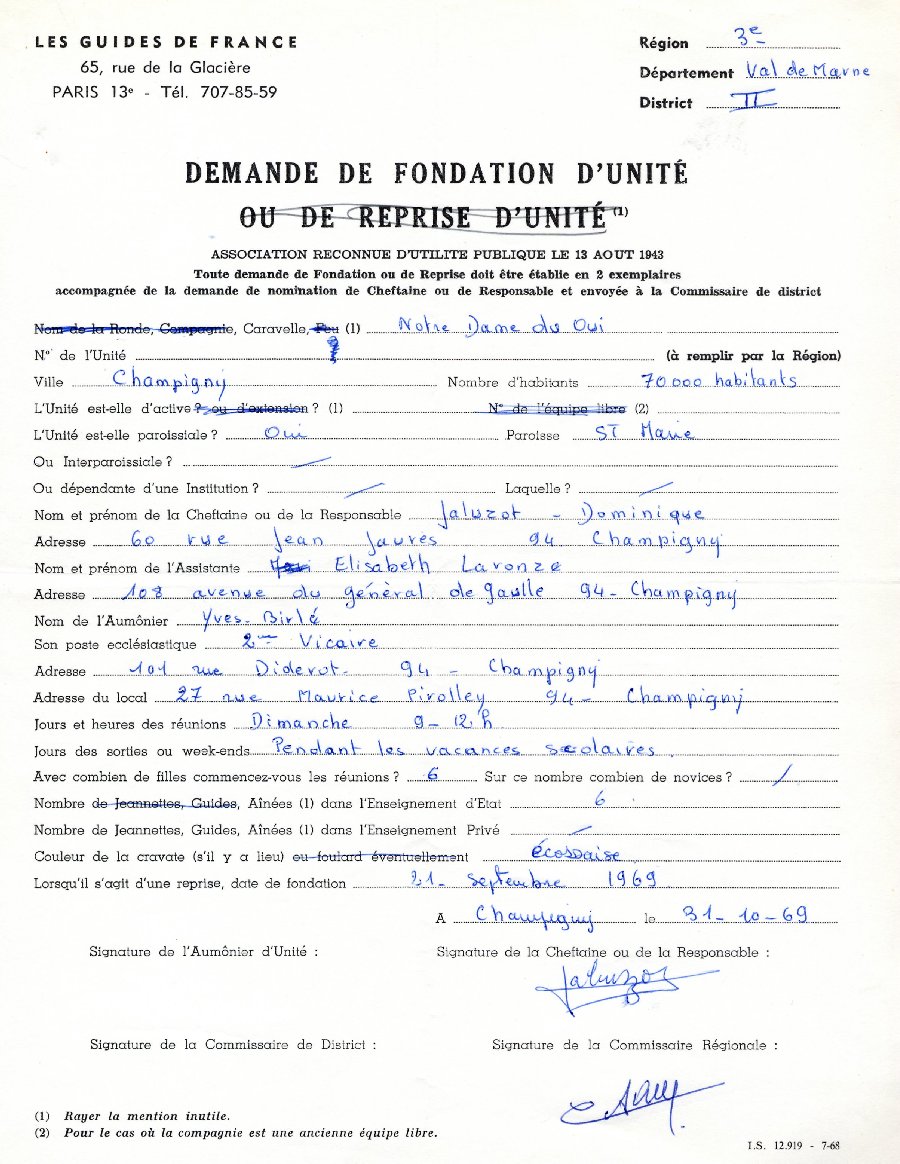 LES GUIDES DE FRANCE
65, rue de la Glacière
PARIS 13e - Tél. 707-85-59
Région 3e
Département Val de Marne
District II
DEMANDE DE FONDATION D'UNITÉ
OU DE REPRISE D'UNITÉ (1)
ASSOCIATION RECONNUE D'UTILITE PUBLIQUE LE 13 AOUT 1943
Toute demande de Fondation ou de Reprise doit être établie en 2 exemplaires
accompagnée de la demande de nomination de Cheftaine ou de Responsable et envoyée à la Commissaire de district
Nom de la Ronde, Compagnie, Caravelle, Feu (1) Notre Dame du Oui
N° de l'Unité (à remplir par la Région)
Ville Champigny Nombre d'habitants 70000 habitants
L'Unité est-elle d'active ? ou d'extension ? (1) N° de l'équipe libre (2)
L'Unité est-elle paroissiale ? Oui Paroisse ST Marie
Ou Interparoissiale ? /
Ou dépendante d'une Institution ? / Laquelle ? /
Nom et prénom de la Cheftaine ou de la Responsable Jaluzot - Dominique
Adresse 60 rue Jean Jaures 94 Champigny
Nom et prénom de l'Assistante Elisabeth Lavonze
Adresse 108 avenue du général de gaulle 94 - Champigny
Nom de l'Aumônier Yves - Birlé
Son poste ecclésiastique 2me Vicaire
Adresse 101 rue Diderot - 94 - Champigny
Adresse du local 27 rue Maurice Pirolley 94 - Champigny
Jours et heures des réunions Dimanche 9 - 12 h
Jours des sorties ou week-ends Pendant les vacances scolaires.
Avec combien de filles commencez-vous les réunions ? 6 Sur ce nombre combien de novices ? /
Nombre de Jeannettes, Guides, Aînées (1) dans l'Enseignement d'Etat 6
Nombre de Jeannettes, Guides, Aînées (1) dans l'Enseignement Privé /
Couleur de la cravate (s'il y a lieu) ou foulard éventuellement écossaise
Lorsqu'il s'agit d'une reprise, date de fondation 21 - septembre 1969
A Champigny le 31-10-69
Signature de l'Aumônier d'Unité :
Signature de la Cheftaine ou de la Responsable :
Jaluzot
Signature de la Commissaire de District :
Signature de la Commissaire Régionale :
(1) Rayer la mention inutile.
(2) Pour le cas où la compagnie est une ancienne équipe libre.
I.S. 12.919 - 7-68